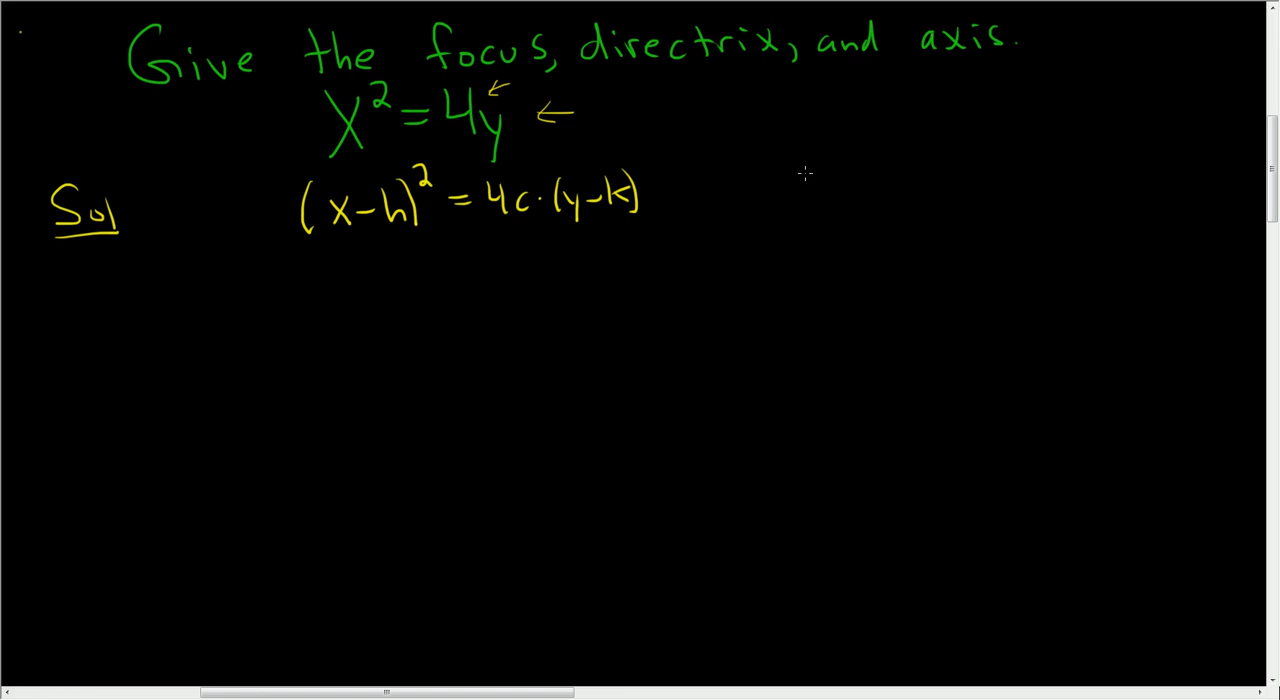 Give the focus, directrix, and axis.
x² = 4y ←
Sol (x-h)² = 4c·(y-k)